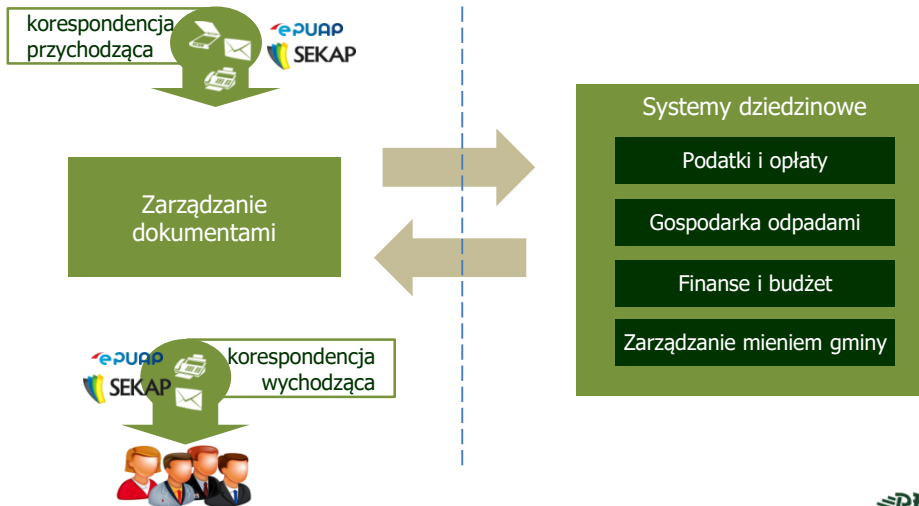 korespondencja
przychodząca
ePUAP
SEKAP
Systemy dziedzinowe
Podatki i opłaty
Gospodarka odpadami
Finanse i budżet
Zarządzanie mieniem gminy
Zarządzanie
dokumentami
ePUAP
SEKAP
korespondencja
wychodząca